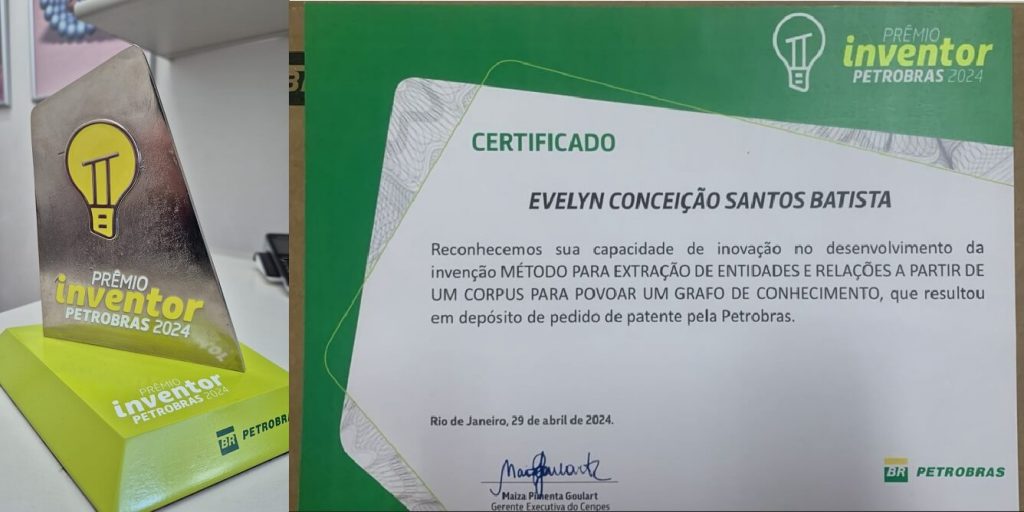 PRÊMIO
inventor
PETROBRAS 2024
PRÊMIO
inventor
PETROBRAS 2024
BR PETROBRA
PRÊMIO
inventor
PETROBRAS 2024
CERTIFICADO
EVELYN CONCEIÇÃO SANTOS BATISTA
Reconhecemos sua capacidade de inovação no desenvolvimento da
invenção MÉTODO PARA EXTRAÇÃO DE ENTIDADES E RELAÇÕES A PARTIR DE
UM CORPUS PARA POVOAR UM GRAFO DE CONHECIMENTO, que resultou
em depósito de pedido de patente pela Petrobras.
Rio de Janeiro, 29 de abril de 2024.
Maiza Pimenta Goulart
Gerente Executiva do Cenpes
BR PETROBRAS